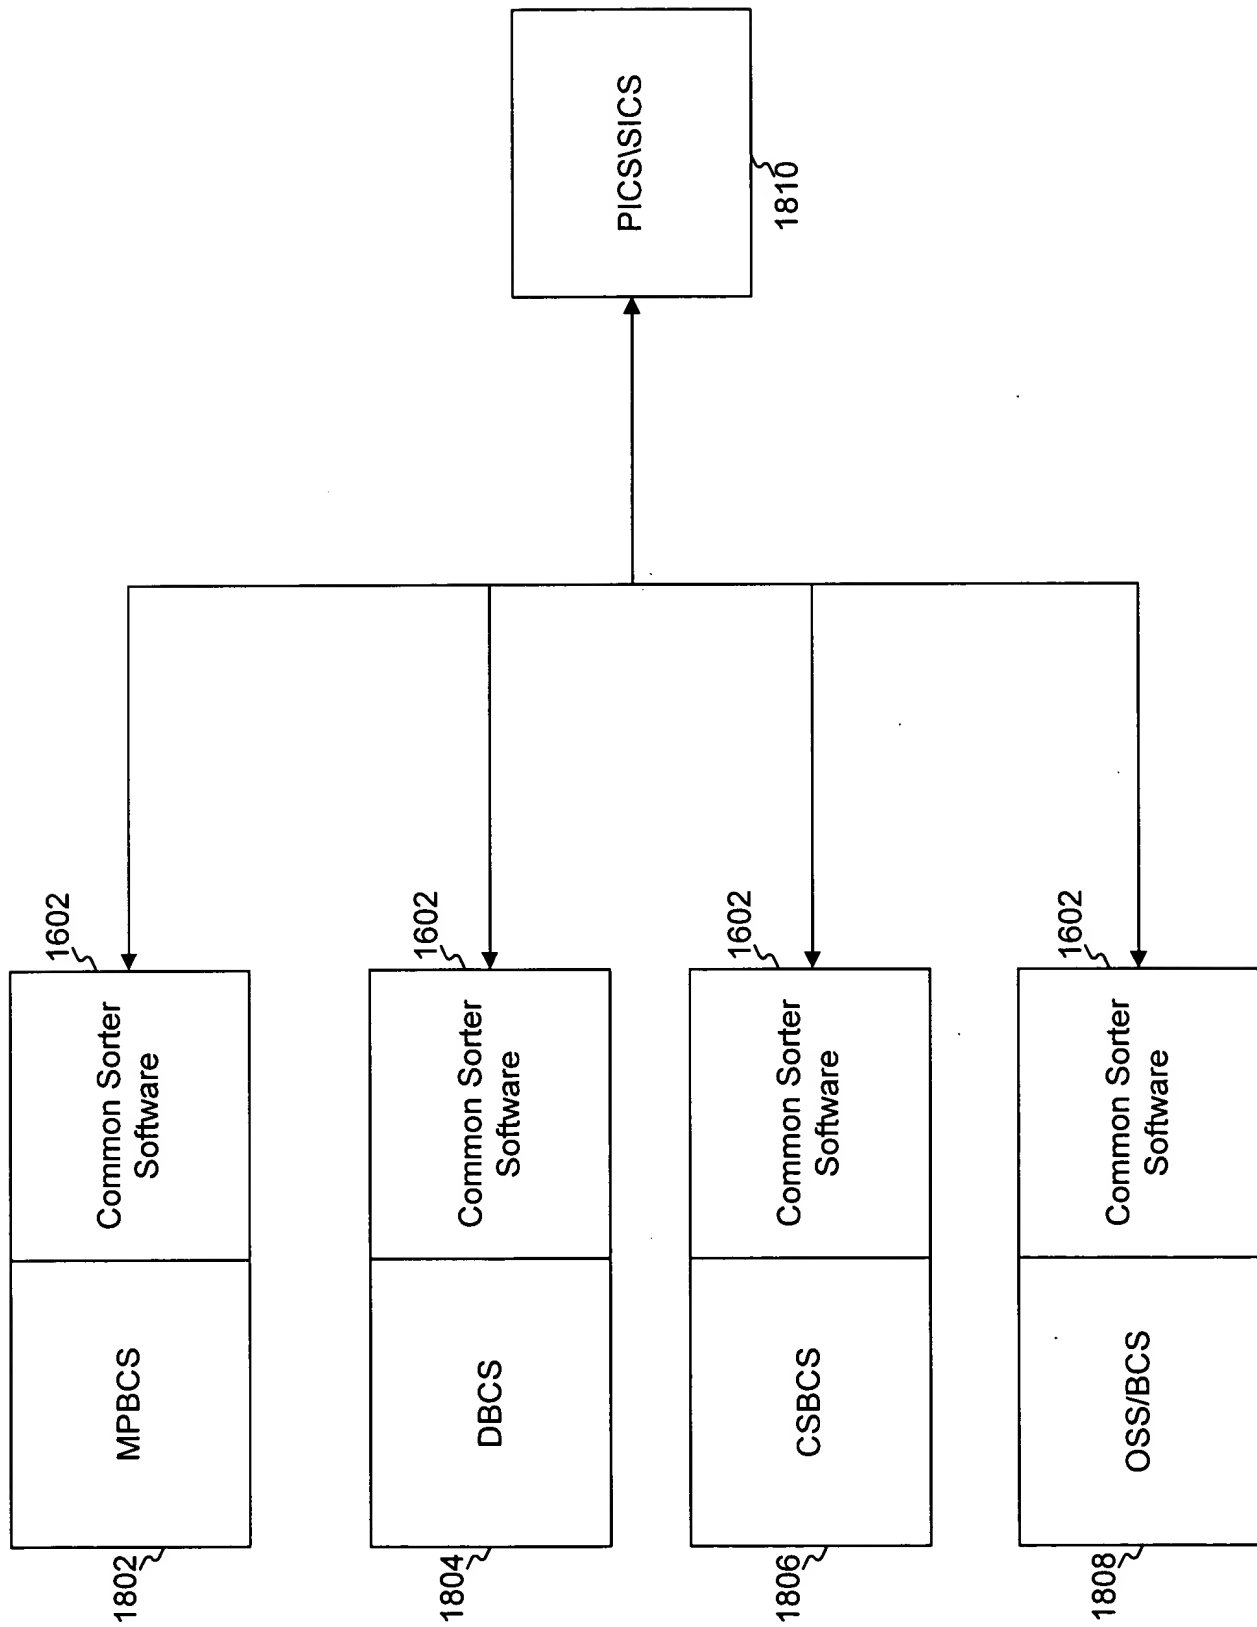 1802
MPBCS
Common Sorter
Software
1602
1804
DBCS
Common Sorter
Software
1602
1806
CSBCS
Common Sorter
Software
1602
1808
OSS/BCS
Common Sorter
Software
1602
PICS\SICS
1810